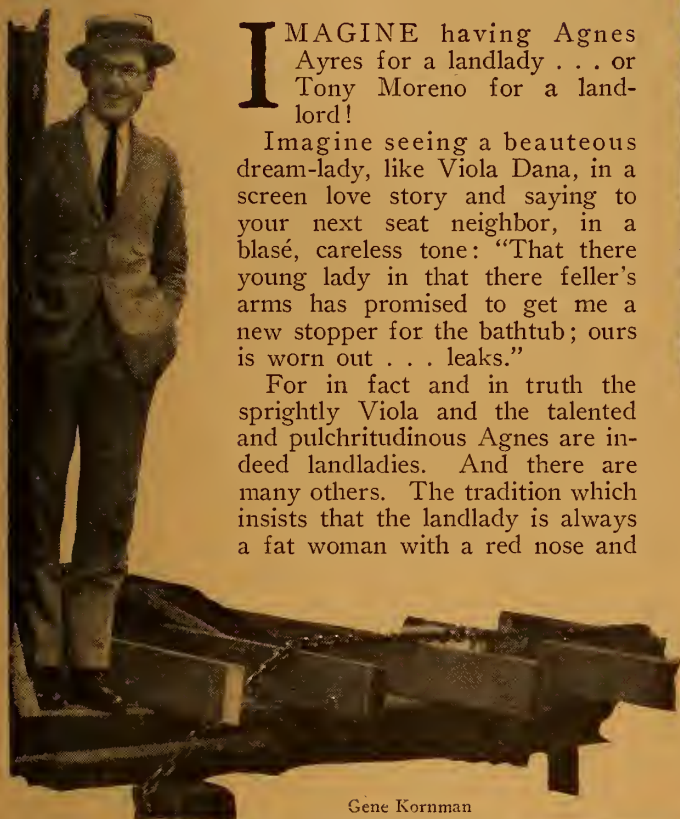 IMAGINE having Agnes
Ayres for a landlady . . . or
Tony Moreno for a land-
lord!
Imagine seeing a beauteous
dream-lady, like Viola Dana, in a
screen love story and saying to
your next seat neighbor, in a
blasé, careless tone: “That there
young lady in that there feller’s
arms has promised to get me a
new stopper for the bathtub; ours
is worn out . . . leaks.”
For in fact and in truth the
sprightly Viola and the talented
and pulchritudinous Agnes are in-
deed landladies. And there are
many others. The tradition which
insists that the landlady is always
a fat woman with a red nose and
Gene Kornman